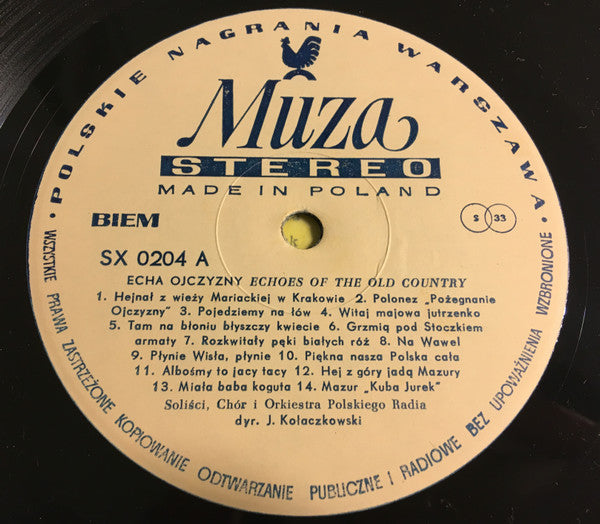 • POLSKIE NAGRANIA WARSZAWA •
Muza
STEREO
MADE IN POLAND
BIEM
S 33
SX 0204 A
ECHA OJCZYZNY ECHOES OF THE OLD COUNTRY
1. Hejnał z wieży Mariackiej w Krakowie 2. Polonez „Pożegnanie
Ojczyzny" 3. Pojedziemy na łów 4. Witaj majowa jutrzenko
5. Tam na błoniu błyszczy kwiecie 6. Grzmią pod Stoczkiem
armaty 7. Rozkwitały pęki białych róż 8. Na Wawel
9. Płynie Wisła, płynie 10. Piękna nasza Polska cała
11. Albośmy to jacy tacy 12. Hej z góry jadą Mazury
13. Miała baba koguta 14. Mazur „Kuba Jurek"
Soliści, Chór i Orkiestra Polskiego Radia
dyr. J. Kołaczkowski
WSZYSTKIE PRAWA ZASTRZEŻONE KOPIOWANIE ODTWARZANIE PUBLICZNE I RADIOWE BEZ UPOWAŻNIENIA WZBRONIONE